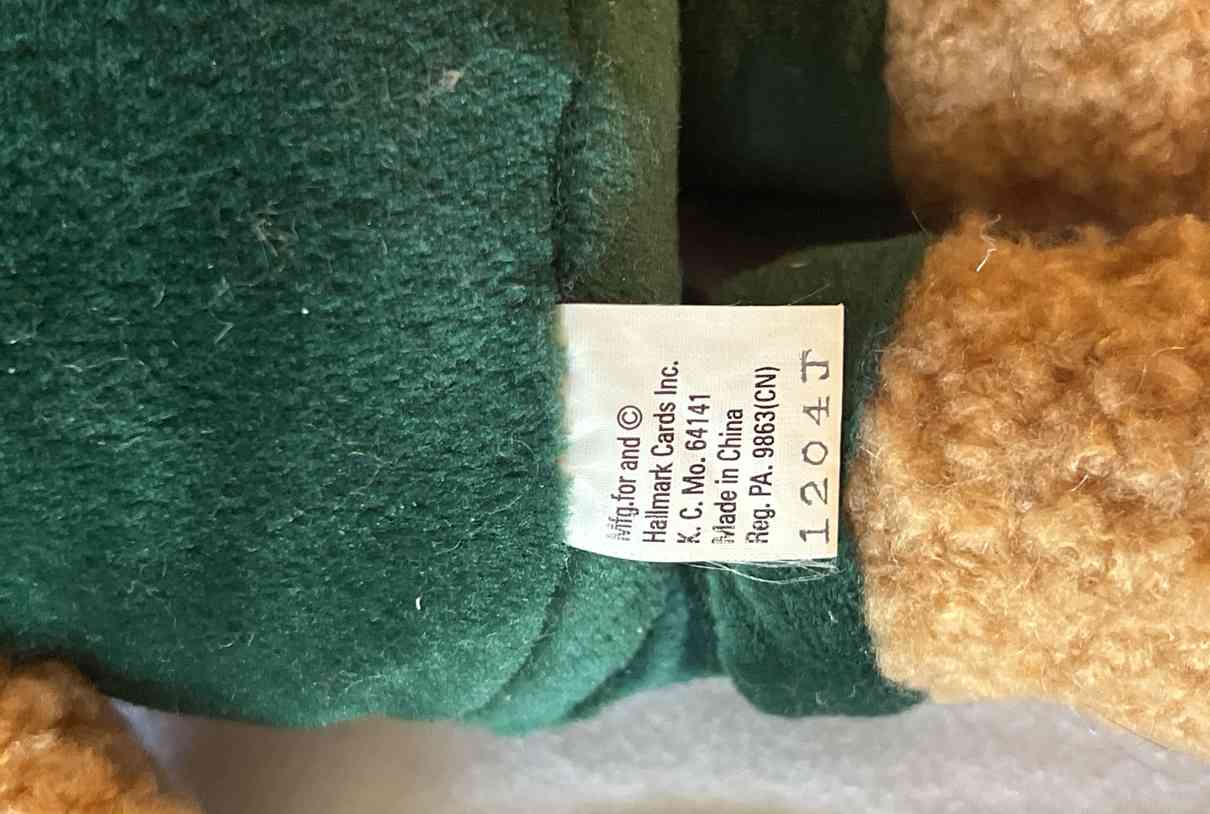 Mfg.for and ©
Hallmark Cards Inc.
K. C. Mo. 64141
Made in China
Reg. PA. 9863(CN)
1204J